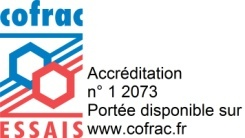 cofrac
ESSAIS
Accréditation
n° 1 2073
Portée disponible sur
www.cofrac.fr